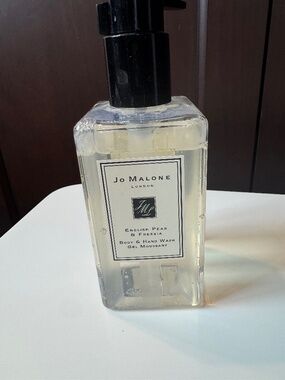 Jo Malone
London
English Pear
& Freesia
Body & Hand Wash
Gel Moussant